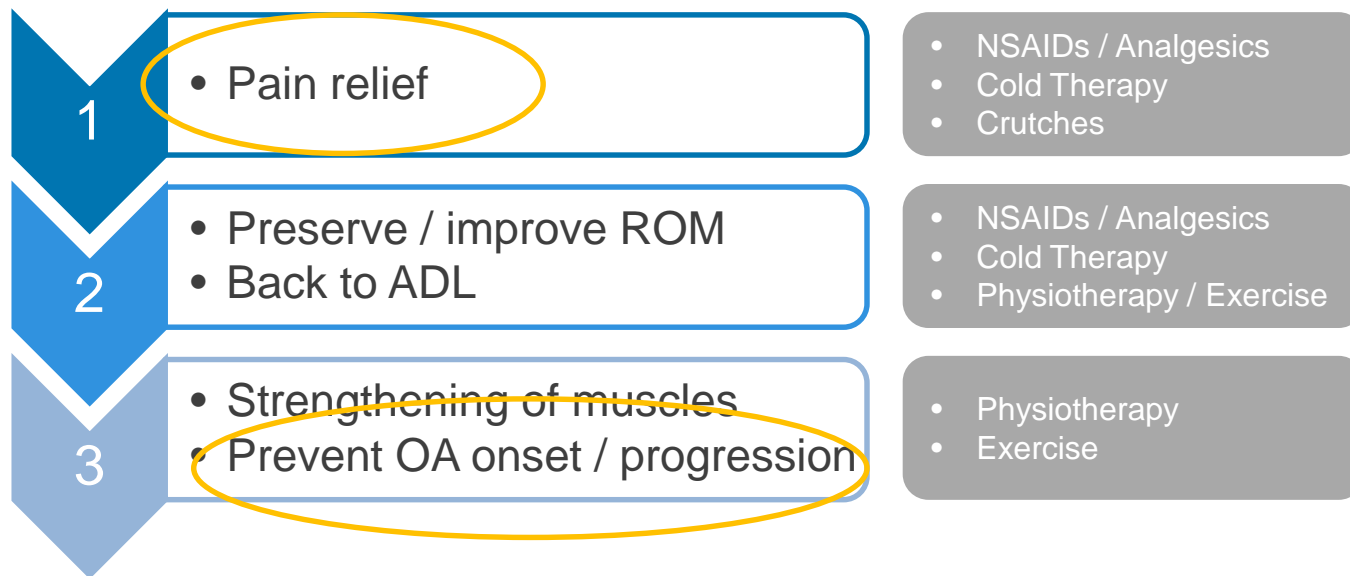 1
• Pain relief
• NSAIDs / Analgesics
• Cold Therapy
• Crutches
2
• Preserve / improve ROM
• Back to ADL
• NSAIDs / Analgesics
• Cold Therapy
• Physiotherapy / Exercise
3
• Strengthening of muscles
• Prevent OA onset / progression
• Physiotherapy
• Exercise